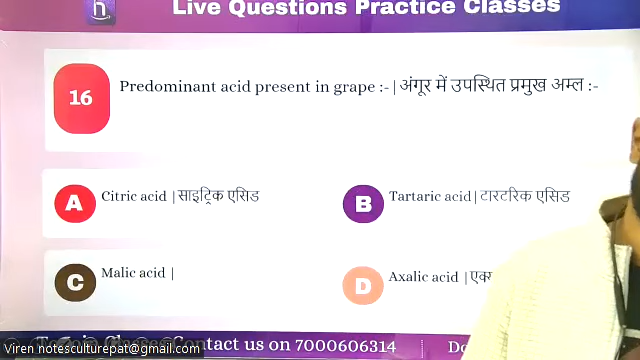 h
Live Questions Practice Classes
16
Predominant acid present in grape :- | अंगूर में उपस्थित प्रमुख अम्ल :-
A Citric acid | साइट्रिक एसिड
B Tartaric acid | टारटरिक एसिड
C Malic acid |
D Axalic acid |
Contact us on 7000606314
Viren.notesculturepat@gmail.com